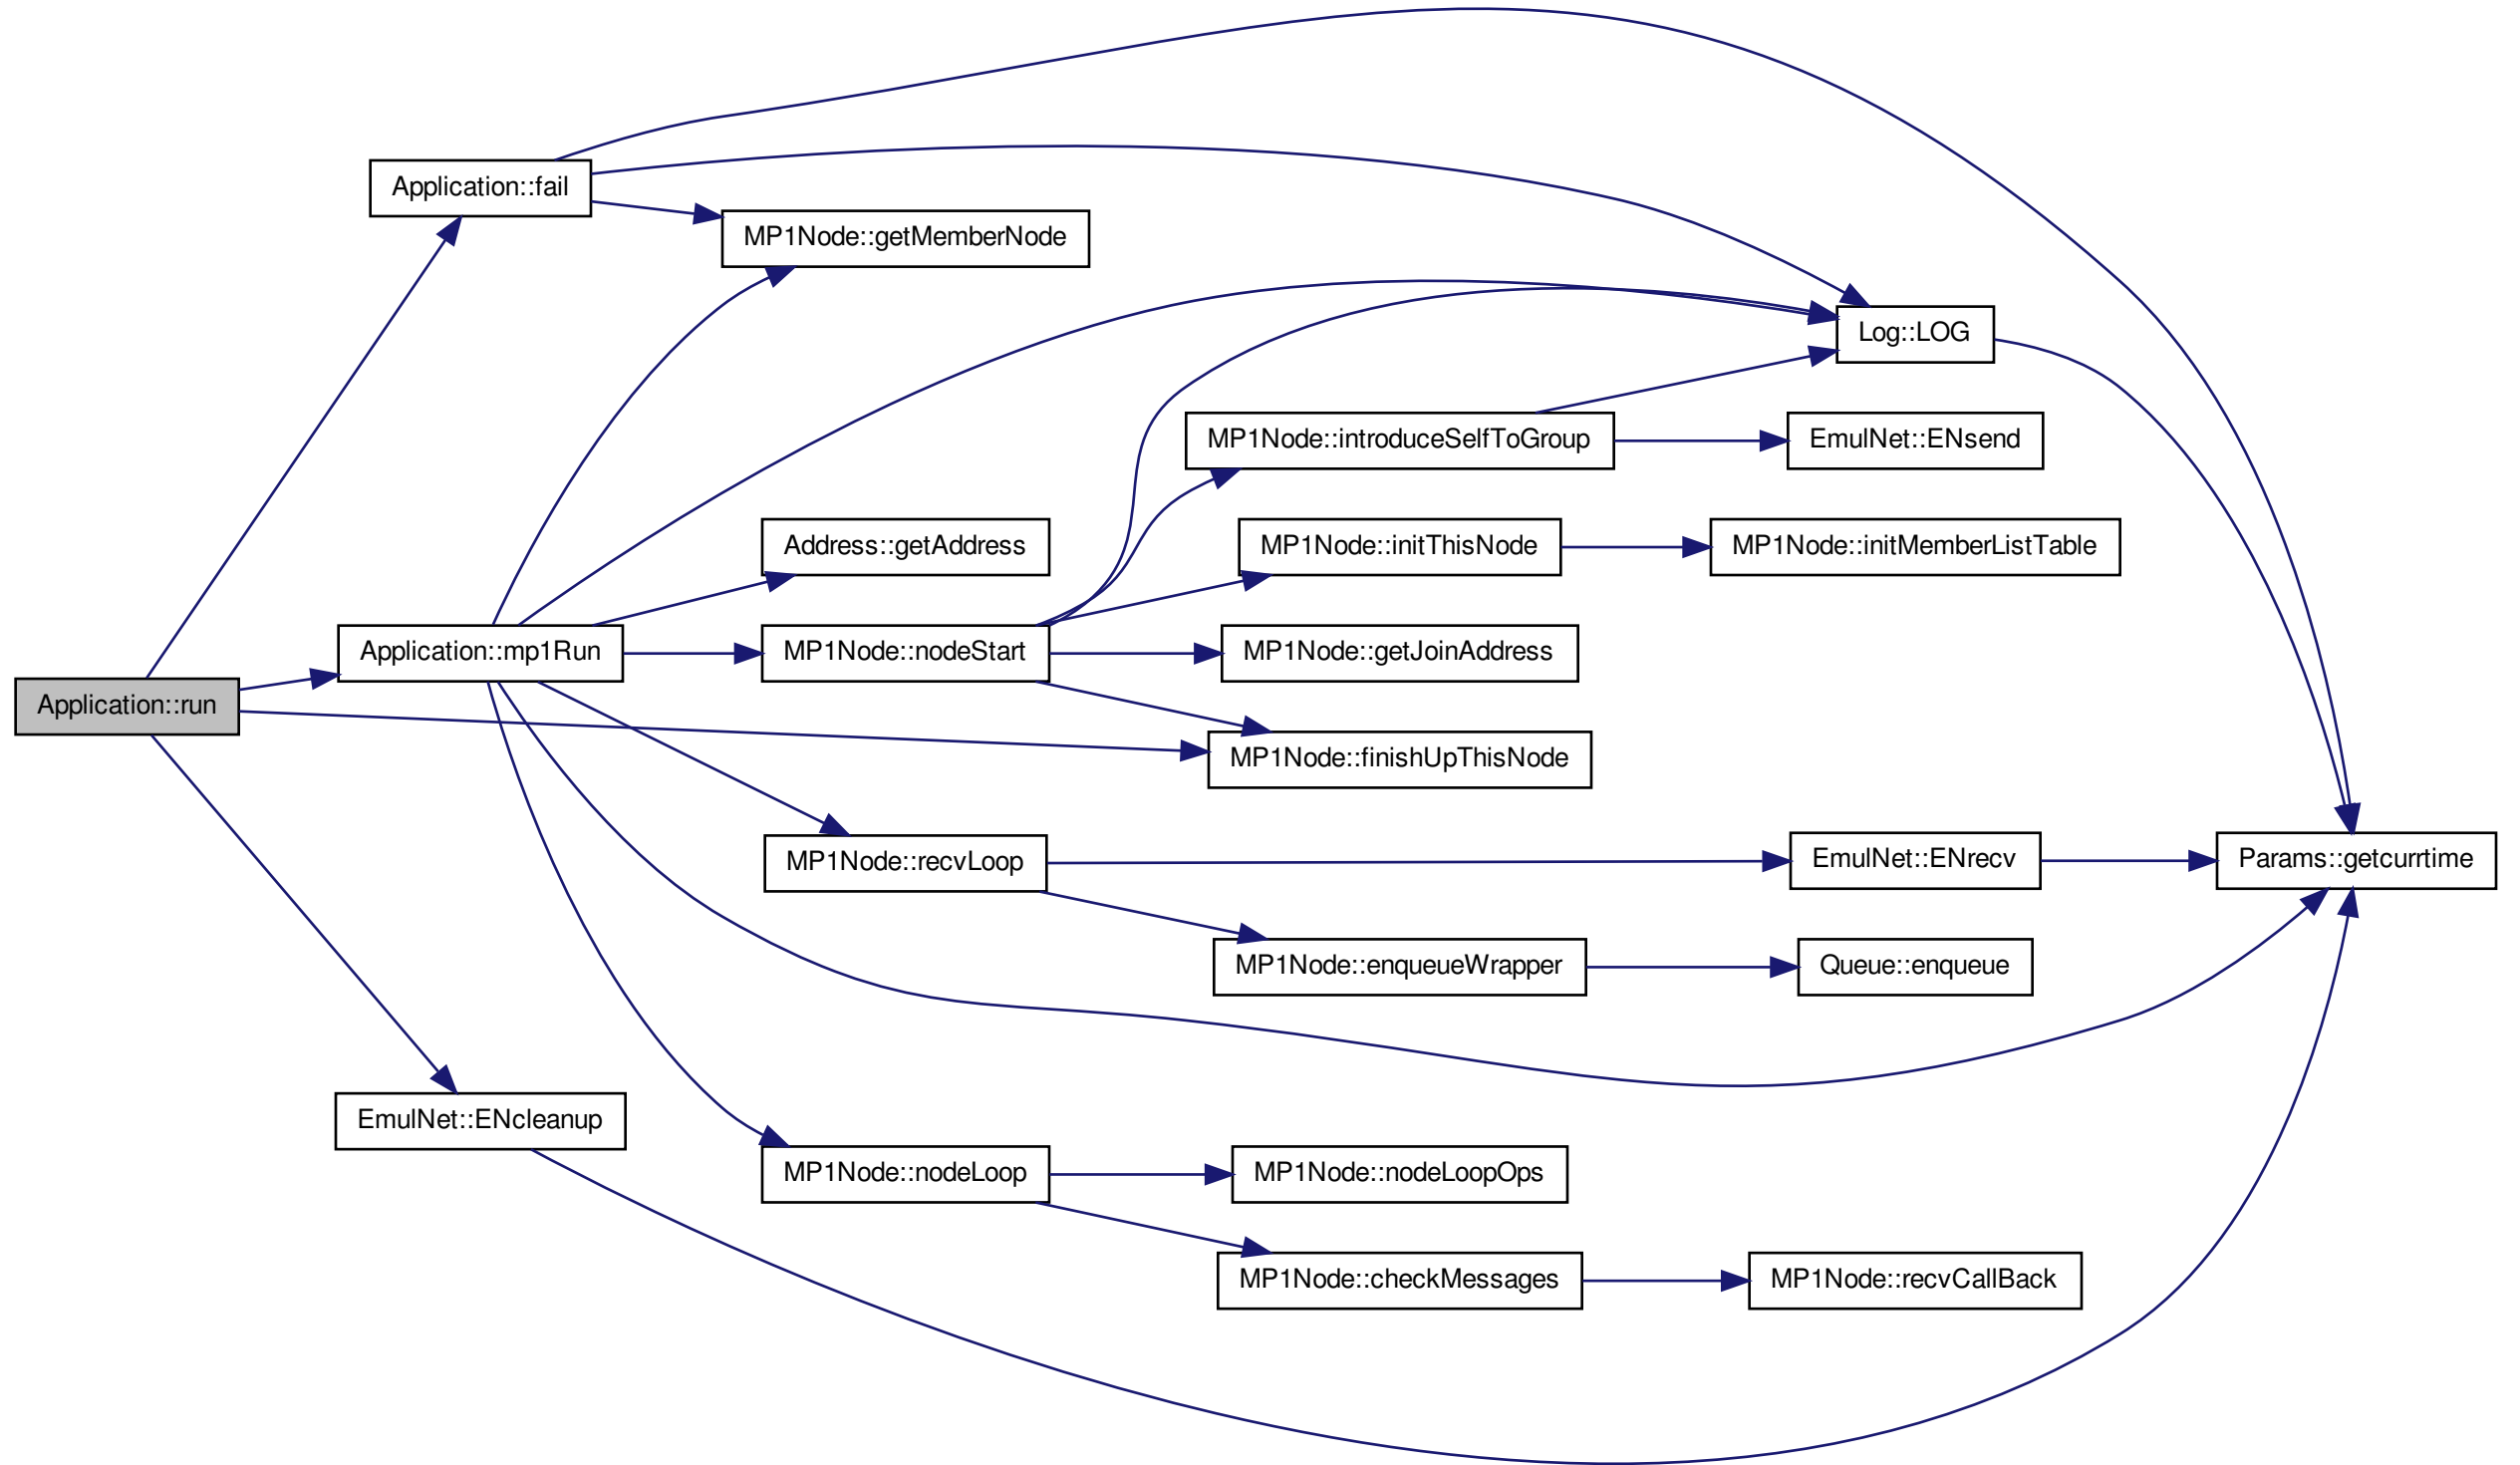 Application::fail
MP1Node::getMemberNode
Log::LOG
MP1Node::introduceSelfToGroup
EmulNet::ENsend
Address::getAddress
MP1Node::initThisNode
MP1Node::initMemberListTable
Application::mp1Run
MP1Node::nodeStart
MP1Node::getJoinAddress
Application::run
MP1Node::finishUpThisNode
MP1Node::recvLoop
EmulNet::ENrecv
Params::getcurrtime
MP1Node::enqueueWrapper
Queue::enqueue
EmulNet::ENcleanup
MP1Node::nodeLoop
MP1Node::nodeLoopOps
MP1Node::checkMessages
MP1Node::recvCallBack